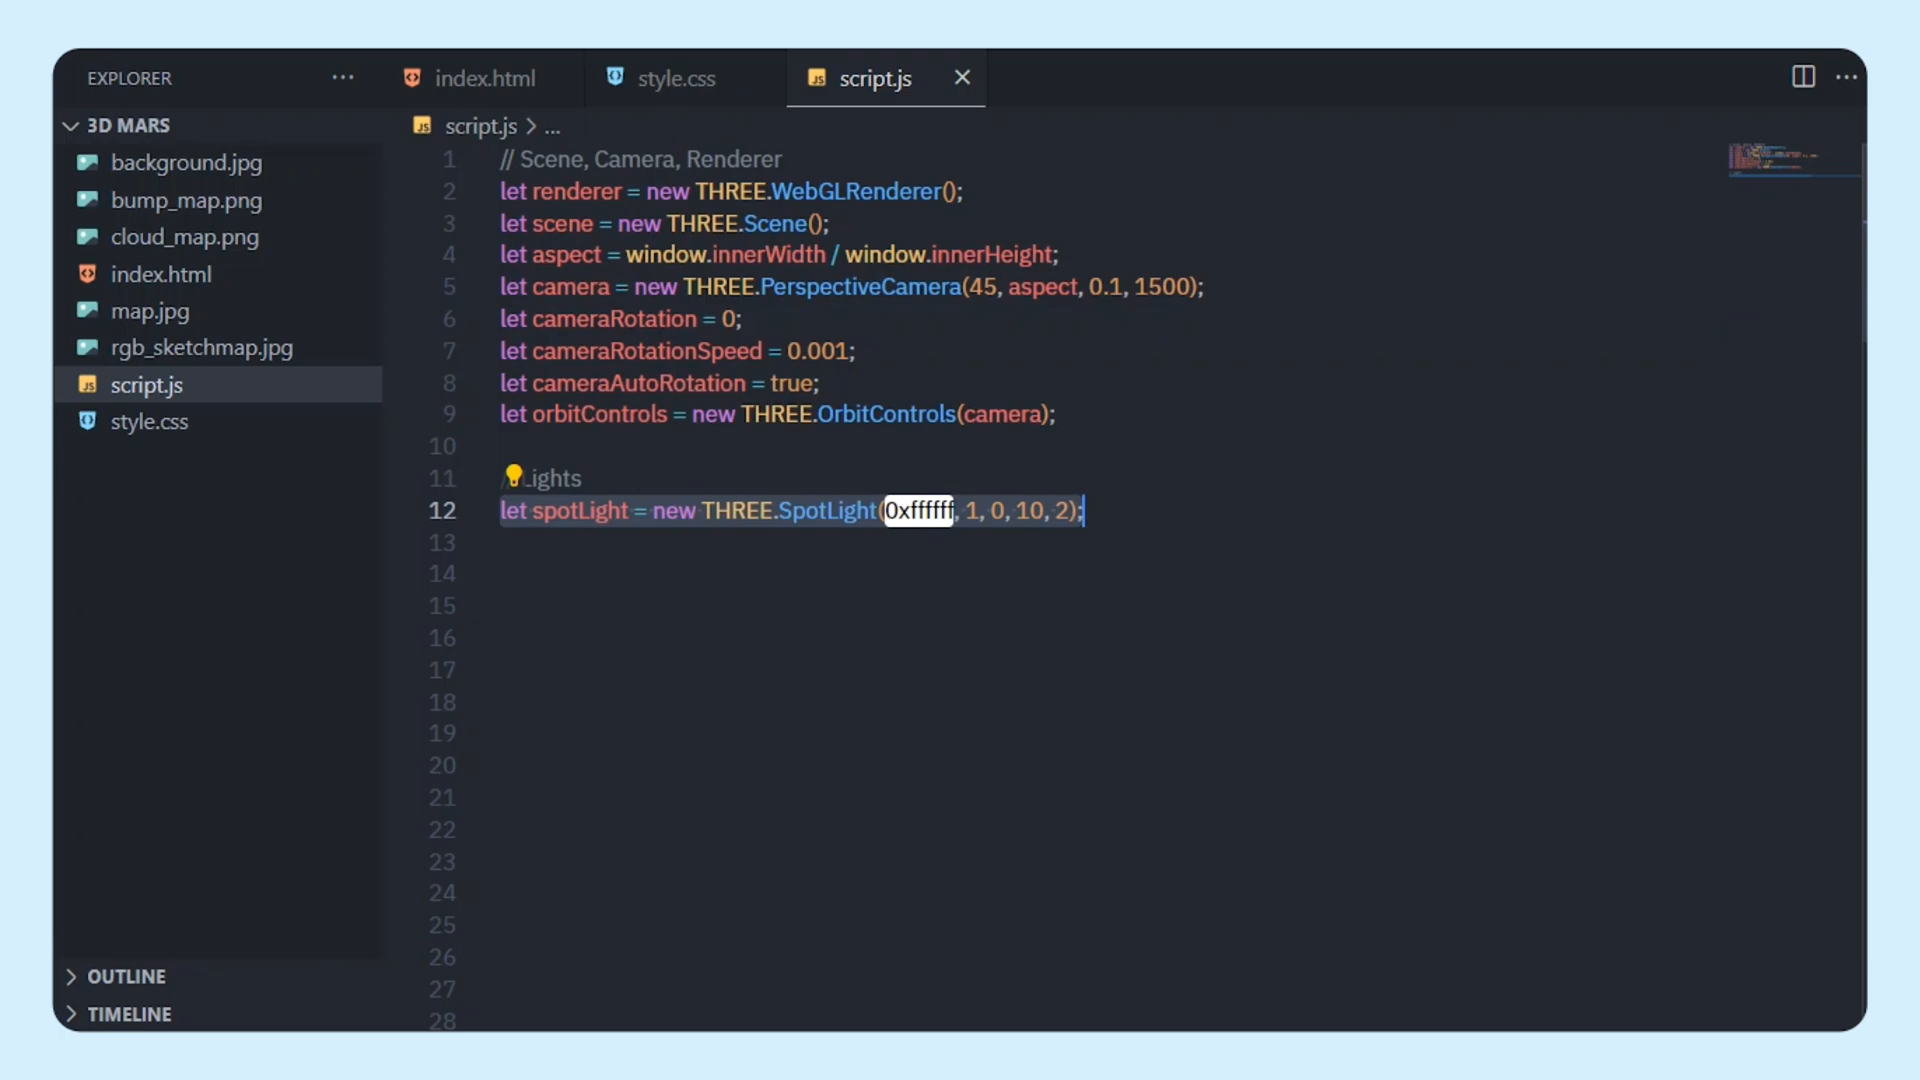 EXPLORER
index.html
style.css
script.js
3D MARS
background.jpg
bump_map.png
cloud_map.png
index.html
map.jpg
rgb_sketchmap.jpg
script.js
style.css
OUTLINE
TIMELINE
script.js > ...
1 // Scene, Camera, Renderer
2 let renderer = new THREE.WebGLRenderer();
3 let scene = new THREE.Scene();
4 let aspect = window.innerWidth / window.innerHeight;
5 let camera = new THREE.PerspectiveCamera(45, aspect, 0.1, 1500);
6 let cameraRotation = 0;
7 let cameraRotationSpeed = 0.001;
8 let cameraAutoRotation = true;
9 let orbitControls = new THREE.OrbitControls(camera);
10
11 // Lights
12 let spotLight = new THREE.SpotLight(0xffffff, 1, 0, 10, 2);
13
14
15
16
17
18
19
20
21
22
23
24
25
26
27
28